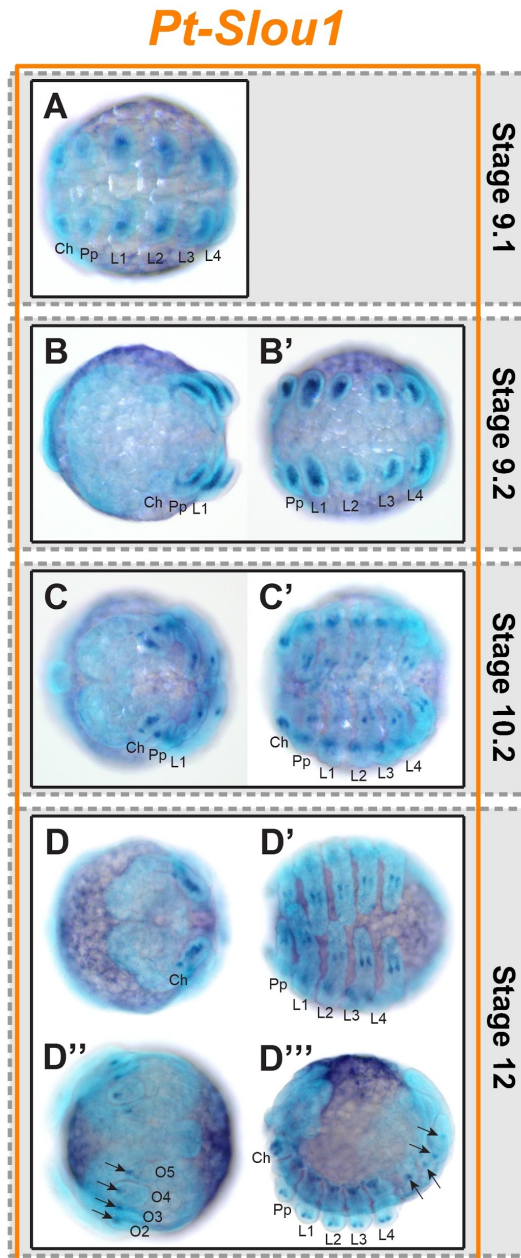 Pt-Slou1
A
Ch Pp L1 L2 L3 L4
Stage 9.1
B
Ch Pp L1
B’
Pp L1 L2 L3 L4
Stage 9.2
C
Ch Pp L1
C’
Ch Pp L1 L2 L3 L4
Stage 10.2
D
Ch
D’
Pp L1 L2 L3 L4
D’’
O5
O4
O3
O2
D’’’
Ch
Pp L1 L2 L3 L4
Stage 12